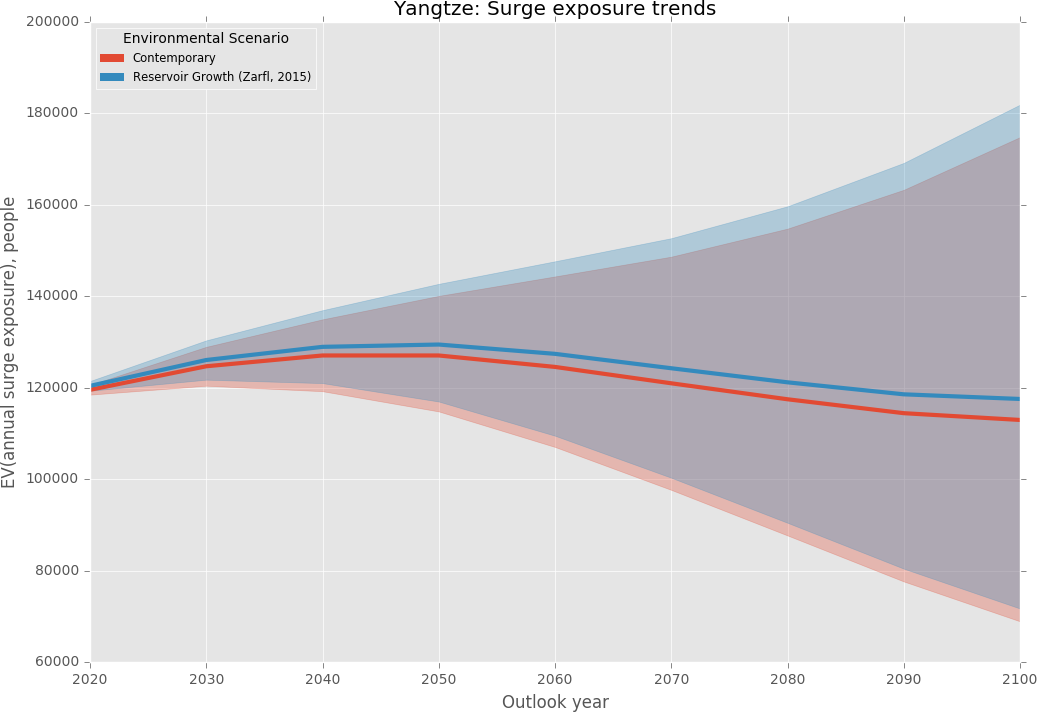 Yangtze: Surge exposure trends
200000
180000
160000
140000
120000
100000
80000
60000
EV(annual surge exposure), people
Environmental Scenario
Contemporary
Reservoir Growth (Zarfl, 2015)
2020 2030 2040 2050 2060 2070 2080 2090 2100
Outlook year